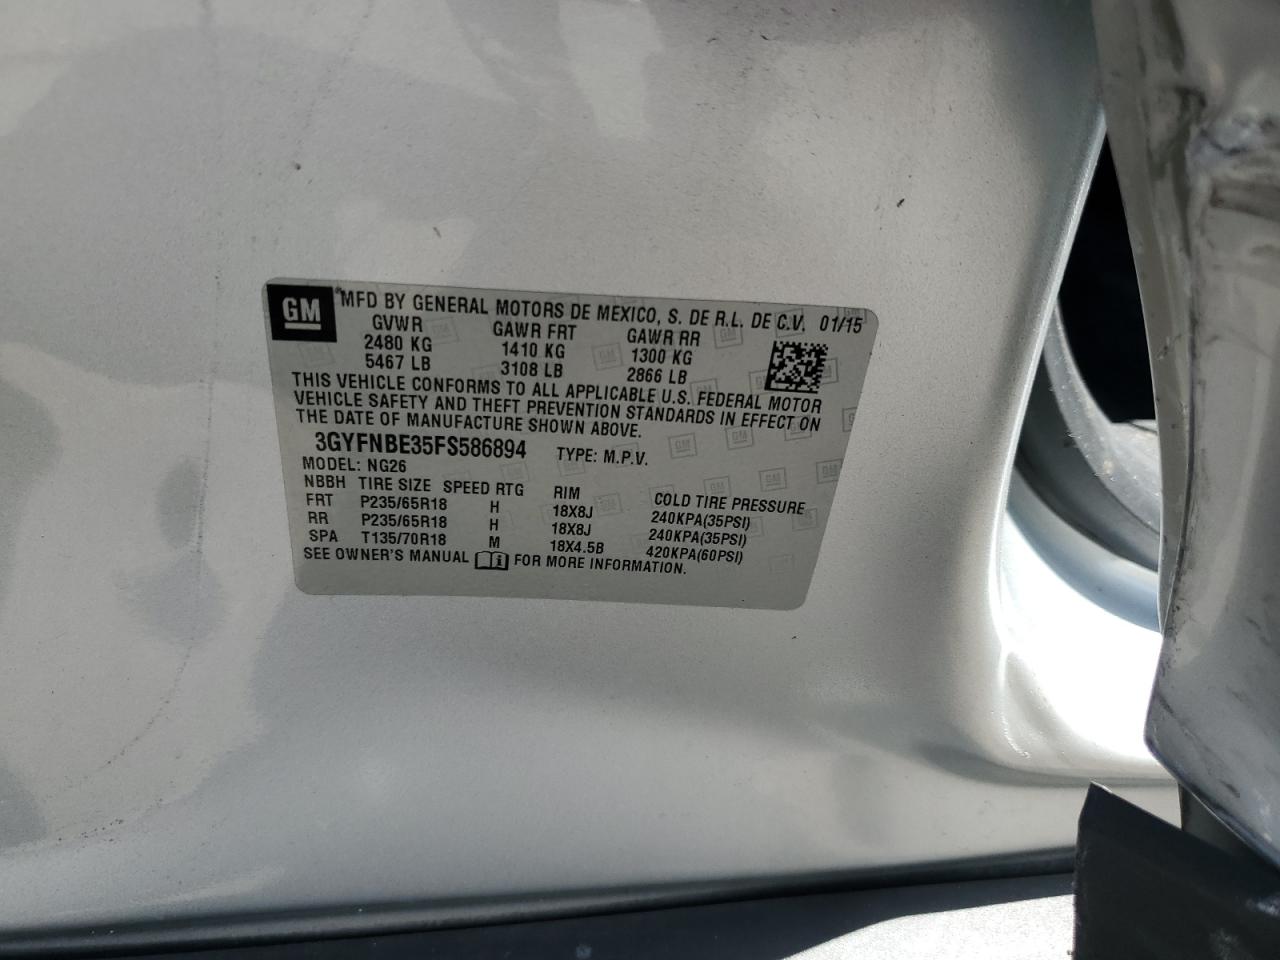 GM MFD BY GENERAL MOTORS DE MEXICO, S. DE R.L. DE C.V. 01/15
GVWR GAWR FRT GAWR RR
2480 KG 1410 KG 1300 KG
5467 LB 3108 LB 2866 LB
THIS VEHICLE CONFORMS TO ALL APPLICABLE U.S. FEDERAL MOTOR
VEHICLE SAFETY AND THEFT PREVENTION STANDARDS IN EFFECT ON
THE DATE OF MANUFACTURE SHOWN ABOVE.
3GYFNBE35FS586894 TYPE: M.P.V.
MODEL: NG26
NBBH TIRE SIZE SPEED RTG RIM COLD TIRE PRESSURE
FRT P235/65R18 H 18X8J 240KPA(35PSI)
RR P235/65R18 H 18X8J 240KPA(35PSI)
SPA T135/70R18 M 18X4.5B 420KPA(60PSI)
SEE OWNER'S MANUAL FOR MORE INFORMATION.